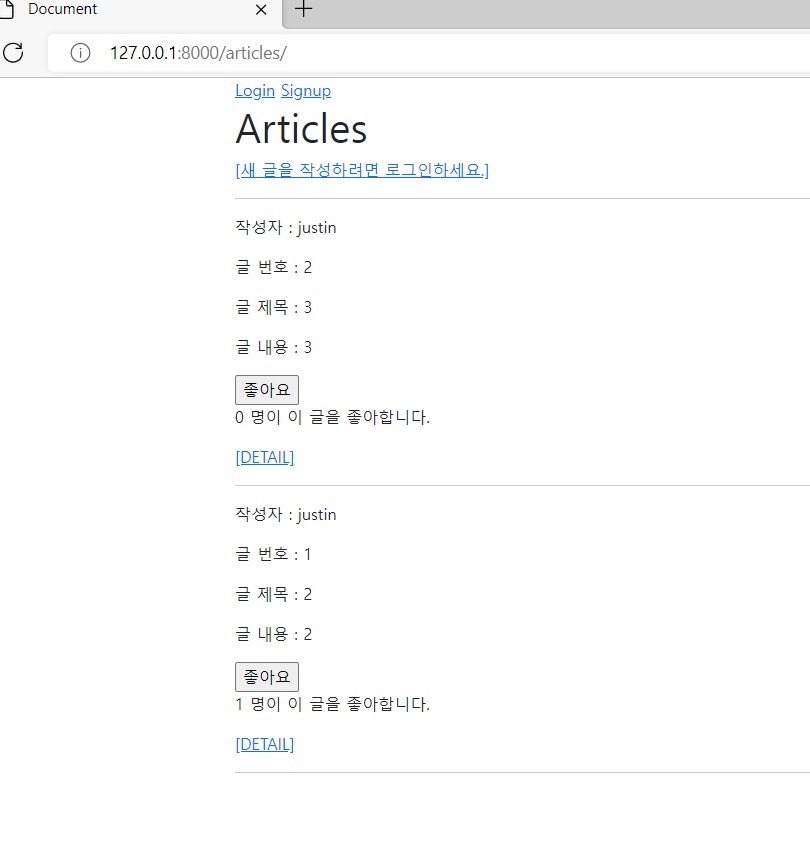 Document
127.0.0.1:8000/articles/
Login Signup
Articles
[새 글을 작성하려면 로그인하세요.]
작성자 : justin
글 번호 : 2
글 제목 : 3
글 내용 : 3
좋아요
0 명이 이 글을 좋아합니다.
[DETAIL]
작성자 : justin
글 번호 : 1
글 제목 : 2
글 내용 : 2
좋아요
1 명이 이 글을 좋아합니다.
[DETAIL]